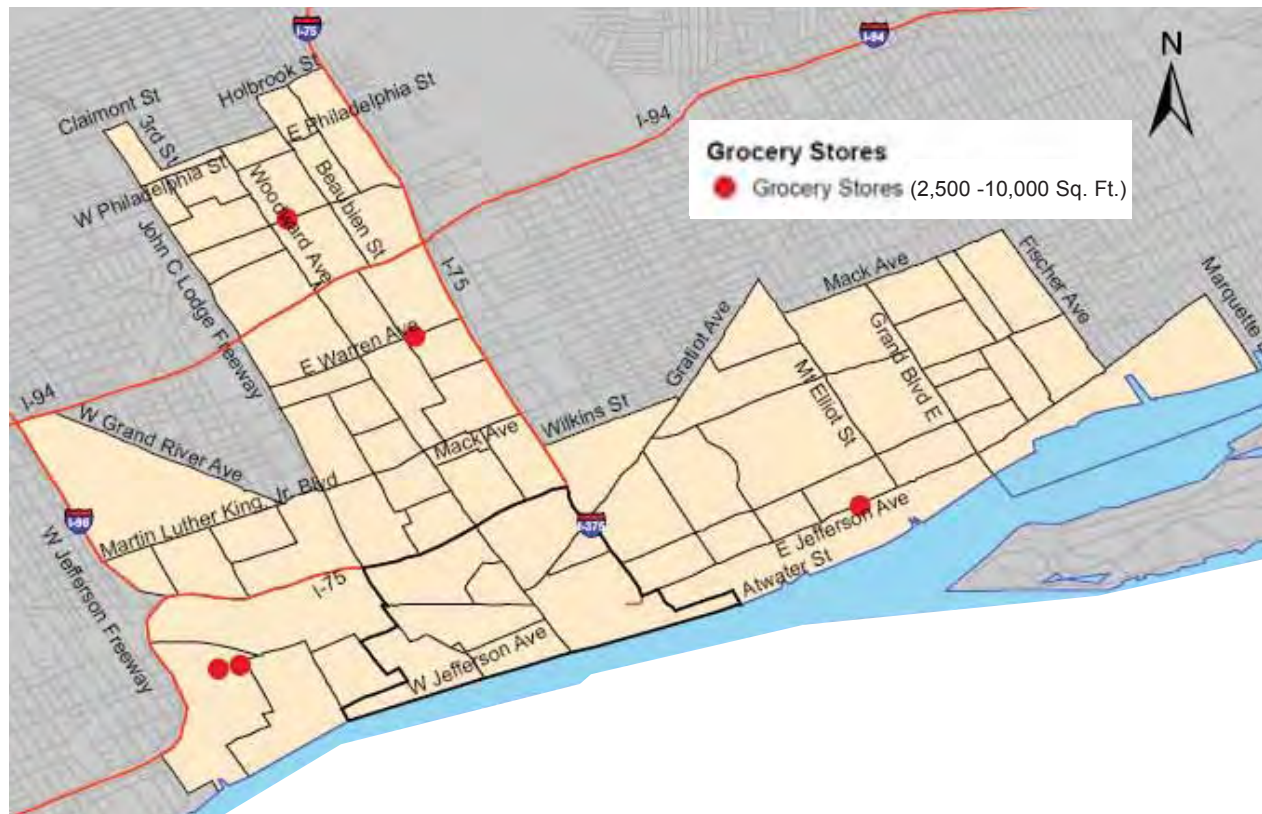 I-75
I-94
N
Holbrook St
Claimont St
E Philadelphia St
3rd St
I-94
Grocery Stores
Grocery Stores (2,500 -10,000 Sq. Ft.)
W Philadelphia St
Woodward Ave
Beaubien St
John C Lodge Freeway
I-75
Mack Ave
Fischer Ave
Marquette
Gratiot Ave
Grand Blvd E
E Warren Ave
Mt Elliot St
I-94
W Grand River Ave
Wilkins St
Mack Ave
Martin Luther King, Jr. Blvd
I-96
I-375
E Jefferson Ave
W Jefferson Freeway
I-75
Atwater St
W Jefferson Ave